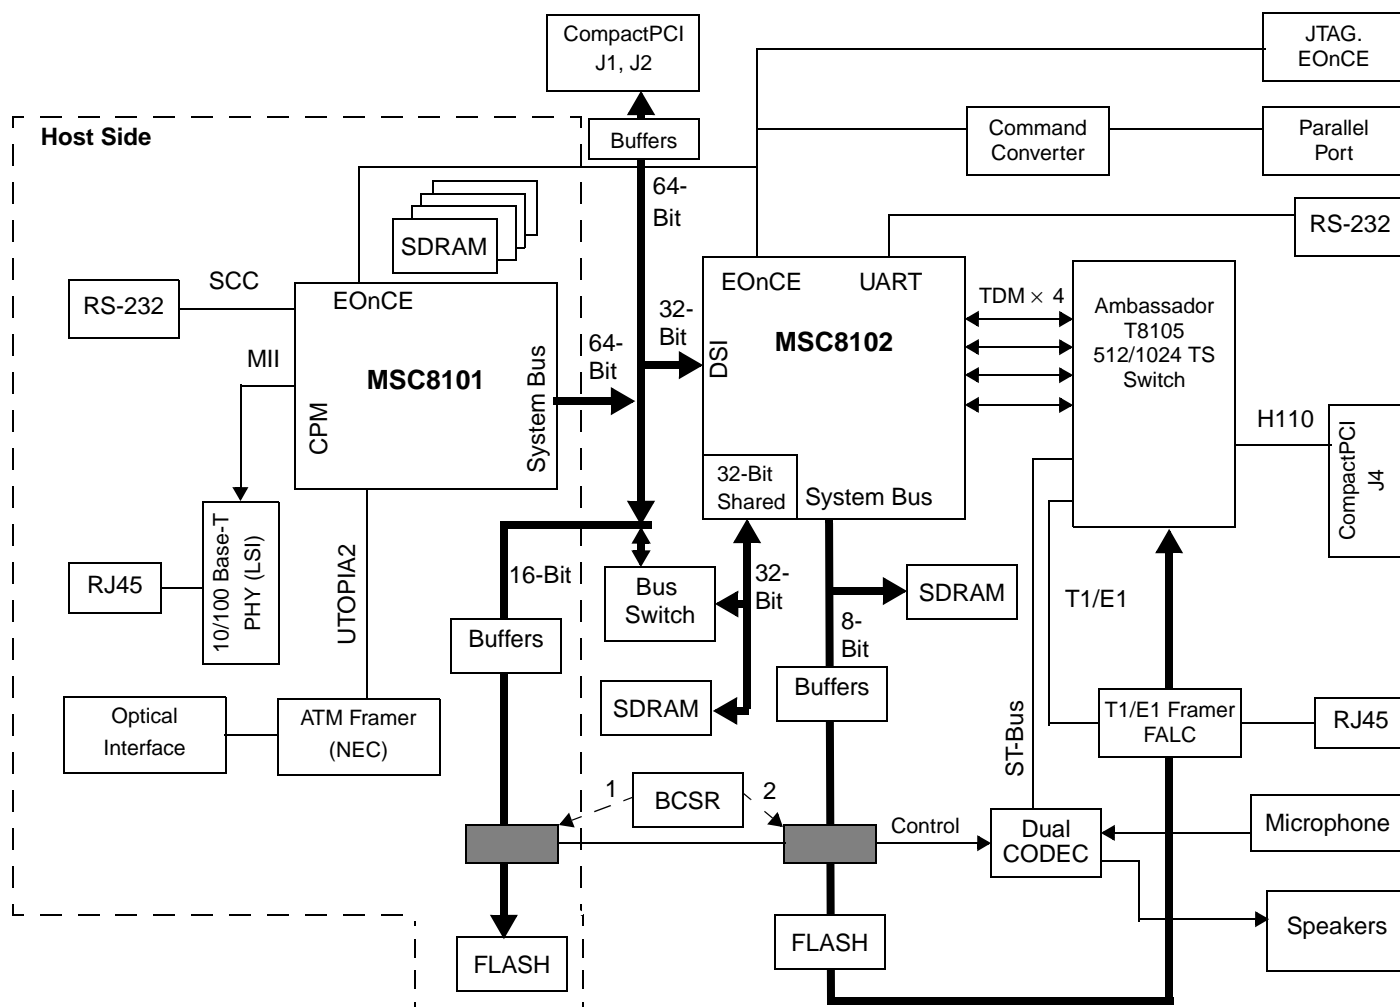 CompactPCI
J1, J2
JTAG.
EOnCE
Host Side
Buffers
Command
Converter
Parallel
Port
64-
Bit
SDRAM
RS-232
SCC
RS-232
EOnCE
MSC8101
CPM
System Bus
MII
64-
Bit
32-
Bit
EOnCE
UART
MSC8102
DSI
32-Bit
Shared
System Bus
TDM × 4
Ambassador
T8105
512/1024 TS
Switch
H110
CompactPCI
J4
RJ45
10/100 Base-T
PHY (LSI)
UTOPIA2
16-Bit
Bus
Switch
32-
Bit
SDRAM
8-
Bit
T1/E1
Buffers
Buffers
SDRAM
Optical
Interface
ATM Framer
(NEC)
T1/E1 Framer
FALC
RJ45
ST-Bus
1
BCSR
2
Control
Dual
CODEC
Microphone
FLASH
FLASH
Speakers